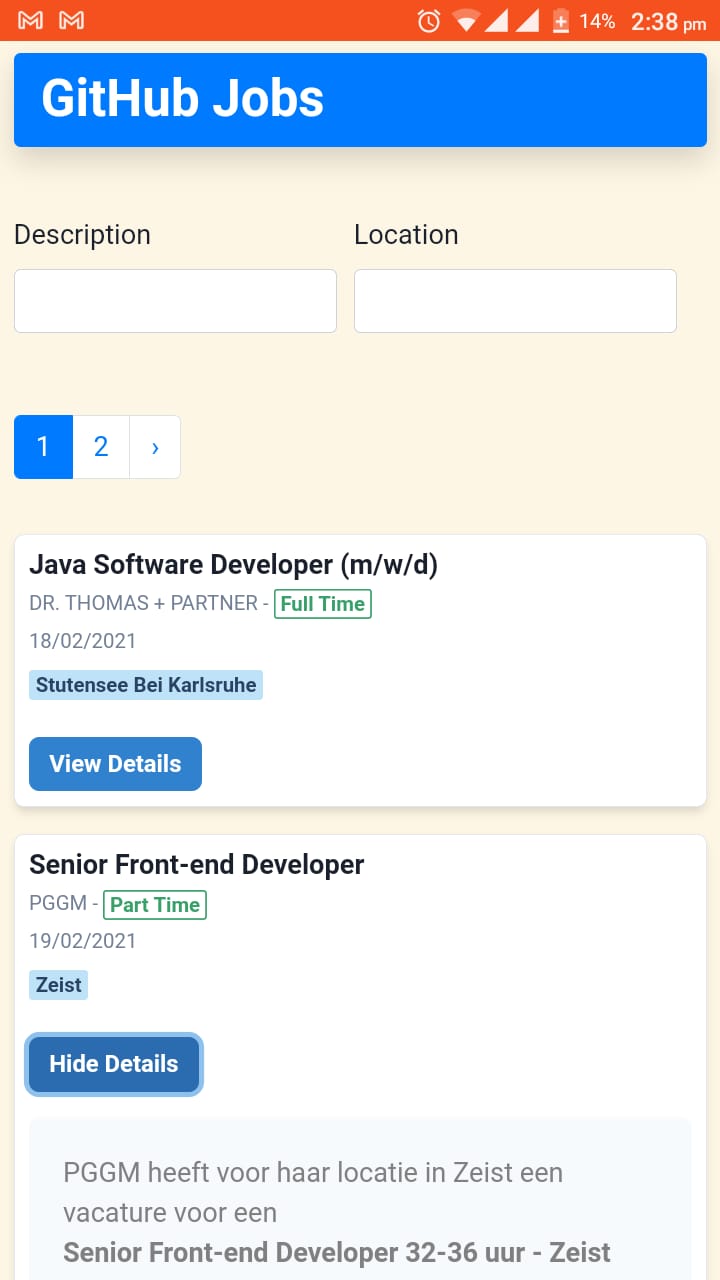 14% 2:38 pm
GitHub Jobs
Description Location
1 2 ›
Java Software Developer (m/w/d)
DR. THOMAS + PARTNER - Full Time
18/02/2021
Stutensee Bei Karlsruhe
View Details
Senior Front-end Developer
PGGM - Part Time
19/02/2021
Zeist
Hide Details
PGGM heeft voor haar locatie in Zeist een
vacature voor een
Senior Front-end Developer 32-36 uur - Zeist